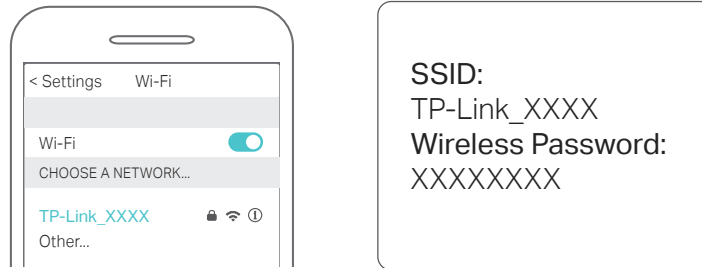 < Settings Wi-Fi
Wi-Fi
CHOOSE A NETWORK...
TP-Link_XXXX
Other...
SSID:
TP-Link_XXXX
Wireless Password:
XXXXXXXX